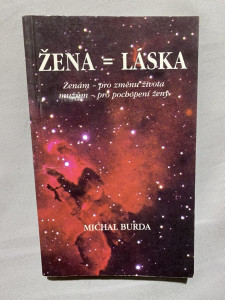 ŽENA = LÁSKA
Ženám - pro změnu života
mužům - pro pochopení ženy
MICHAL BURDA